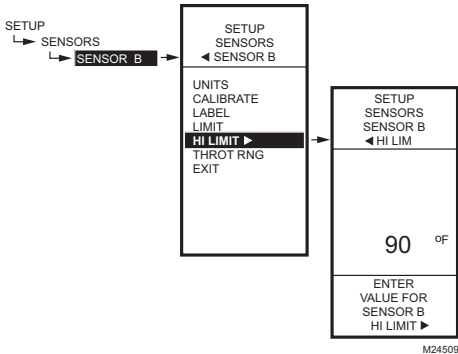 SETUP
SENSORS
SENSOR B
SETUP
SENSORS
◀ SENSOR B
UNITS
CALIBRATE
LABEL
LIMIT
HI LIMIT ▶
THROT RNG
EXIT
SETUP
SENSORS
SENSOR B
◀ HI LIM
90 ºF
ENTER
VALUE FOR
SENSOR B
HI LIMIT ▶
M24509